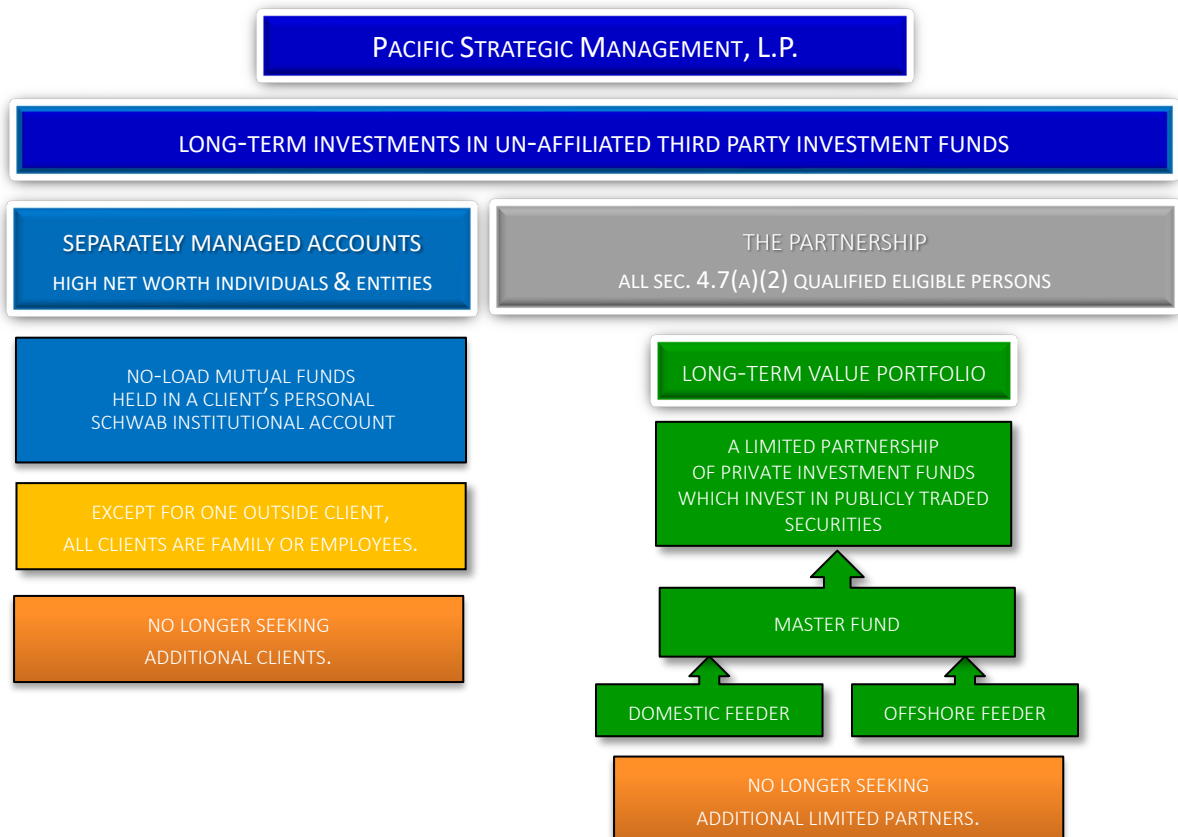 PACIFIC STRATEGIC MANAGEMENT, L.P.
LONG-TERM INVESTMENTS IN UN-AFFILIATED THIRD PARTY INVESTMENT FUNDS
SEPARATELY MANAGED ACCOUNTS
HIGH NET WORTH INDIVIDUALS & ENTITIES
THE PARTNERSHIP
ALL SEC. 4.7(A)(2) QUALIFIED ELIGIBLE PERSONS
NO-LOAD MUTUAL FUNDS
HELD IN A CLIENT'S PERSONAL
SCHWAB INSTITUTIONAL ACCOUNT
EXCEPT FOR ONE OUTSIDE CLIENT,
ALL CLIENTS ARE FAMILY OR EMPLOYEES.
NO LONGER SEEKING
ADDITIONAL CLIENTS.
LONG-TERM VALUE PORTFOLIO
A LIMITED PARTNERSHIP
OF PRIVATE INVESTMENT FUNDS
WHICH INVEST IN PUBLICLY TRADED
SECURITIES
MASTER FUND
DOMESTIC FEEDER
OFFSHORE FEEDER
NO LONGER SEEKING
ADDITIONAL LIMITED PARTNERS.